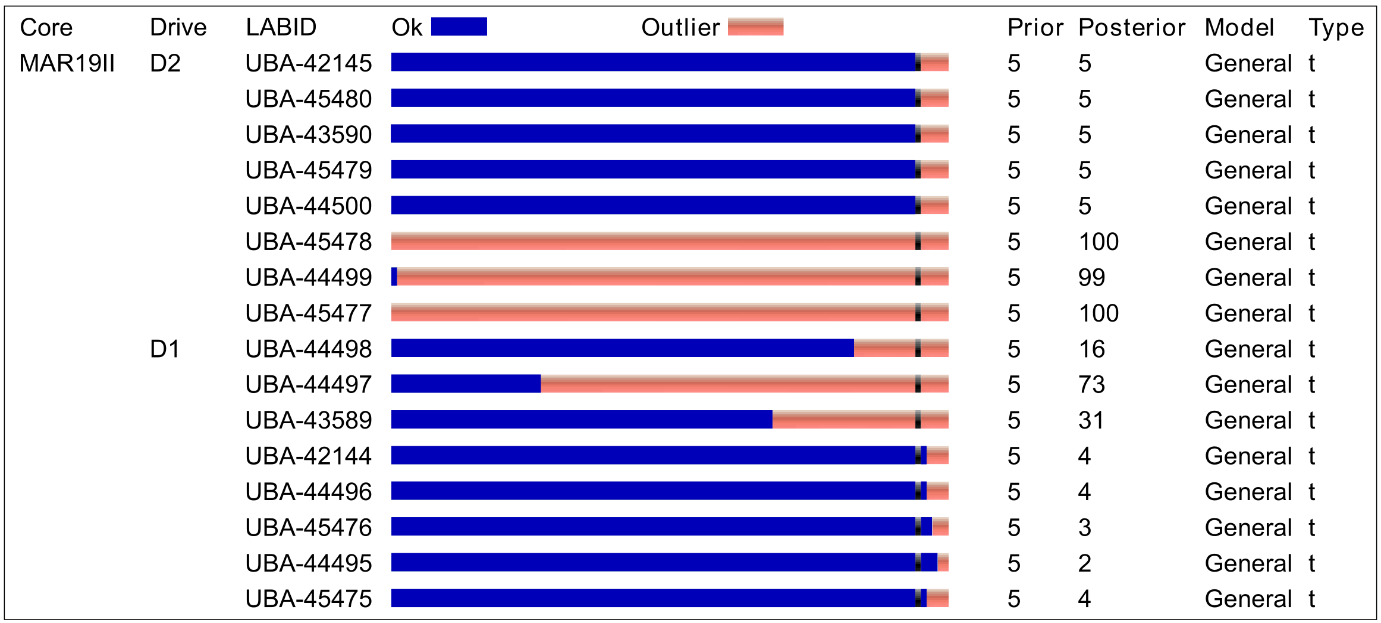 Core Drive LABID Ok Outlier Prior Posterior Model Type
MAR19II D2 UBA-42145 5 5 General t
UBA-45480 5 5 General t
UBA-43590 5 5 General t
UBA-45479 5 5 General t
UBA-44500 5 5 General t
UBA-45478 5 100 General t
UBA-44499 5 99 General t
UBA-45477 5 100 General t
D1 UBA-44498 5 16 General t
UBA-44497 5 73 General t
UBA-43589 5 31 General t
UBA-42144 5 4 General t
UBA-44496 5 4 General t
UBA-45476 5 3 General t
UBA-44495 5 2 General t
UBA-45475 5 4 General t